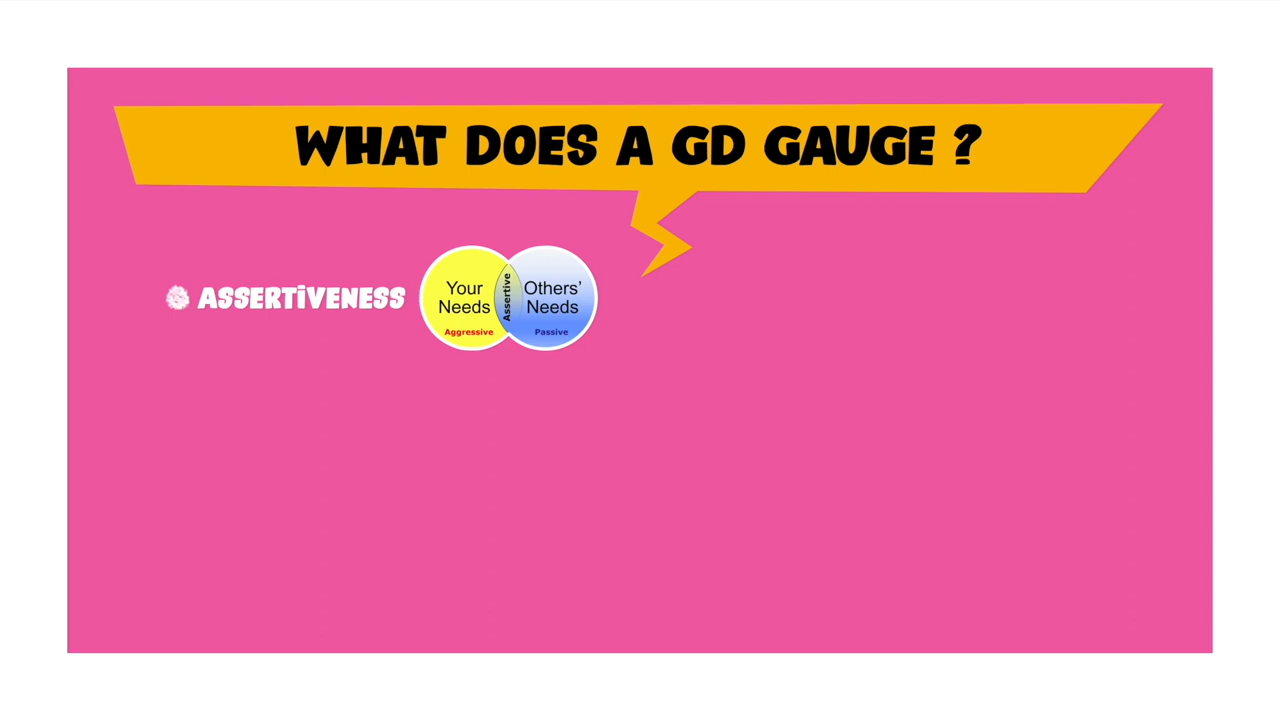 WHAT DOES A GD GAUGE ?
ASSERTIVENESS
Your Needs
Aggressive
Assertive
Others' Needs
Passive